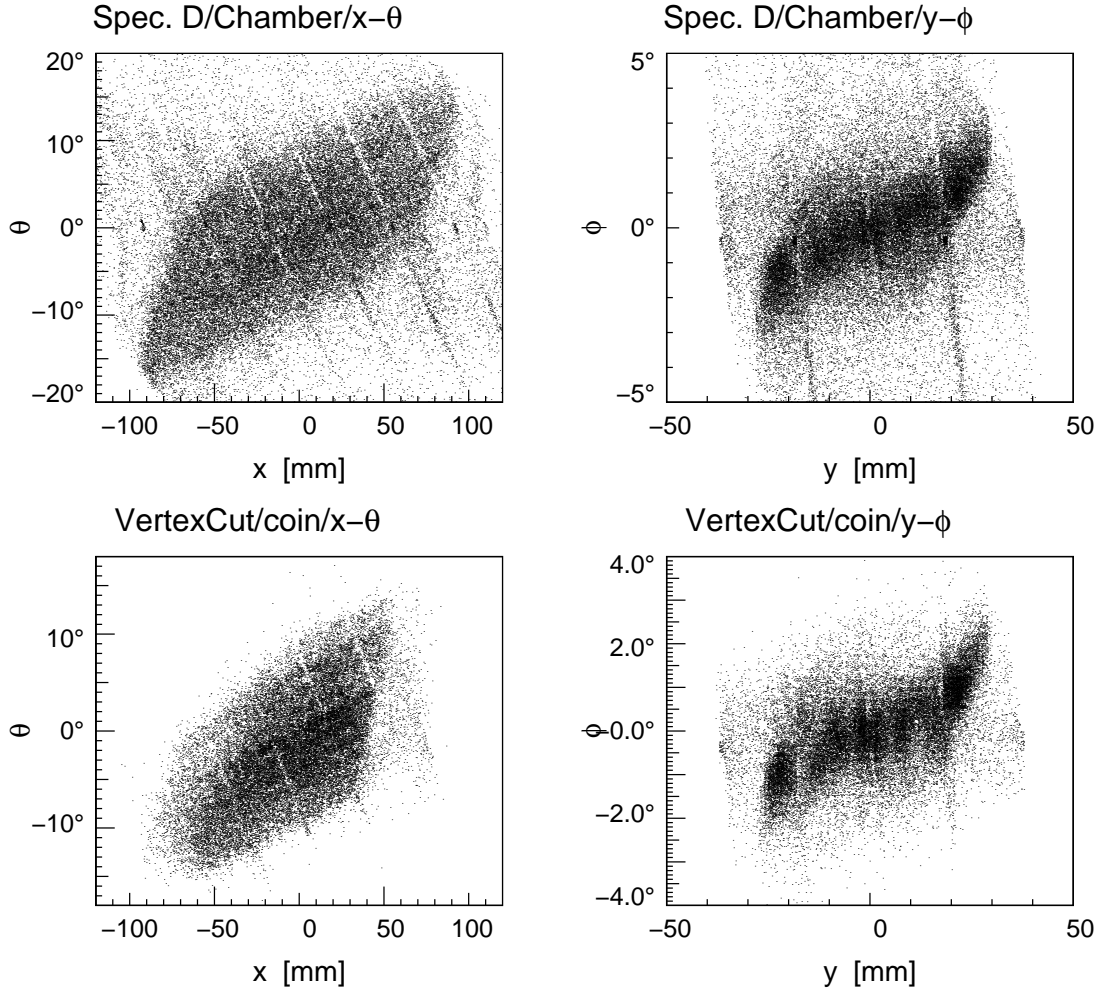 Spec. D/Chamber/x−θ
20°
10°
0°
−10°
−20°
θ
−100
−50
0
50
100
x [mm]
Spec. D/Chamber/y−ϕ
5°
0°
−5°
ϕ
−50
0
50
y [mm]
VertexCut/coin/x−θ
10°
0°
−10°
θ
−100
−50
0
50
100
x [mm]
VertexCut/coin/y−ϕ
4.0°
2.0°
−0.0°
−2.0°
−4.0°
ϕ
−50
0
50
y [mm]